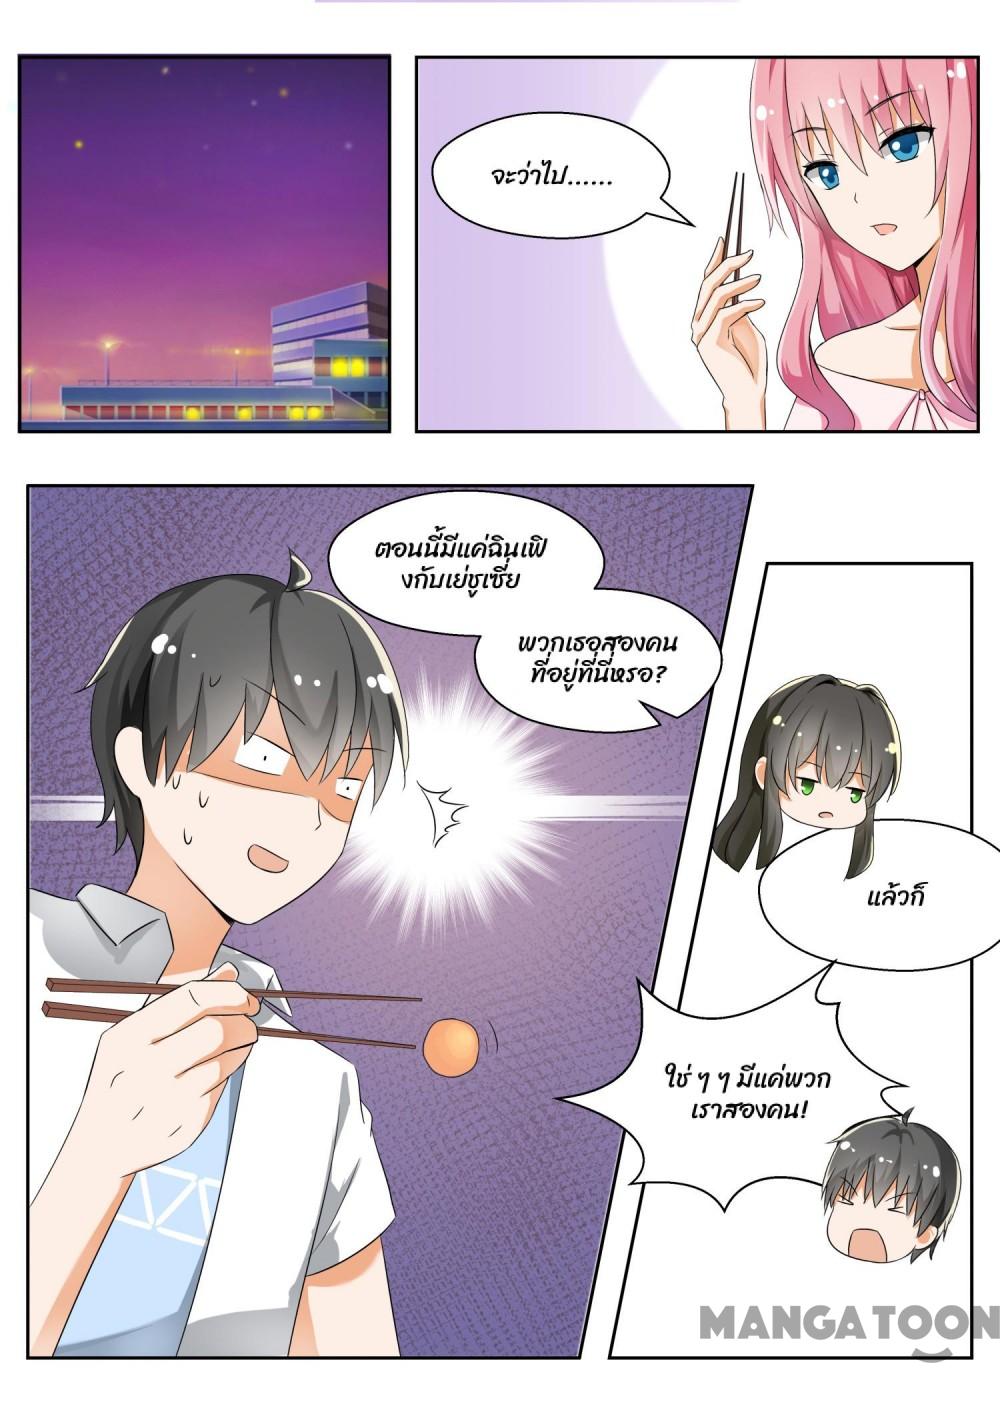 จะว่าไป......
ตอนนี้มีแค่ฉินเฟิ
งกับเย่ชูเซี่ย
พวกเธอสองคน
ที่อยู่ที่นี่หรอ?
แล้วก็
ใช่ ๆ ๆ มีแค่พวก
เราสองคน!
MANGATOON